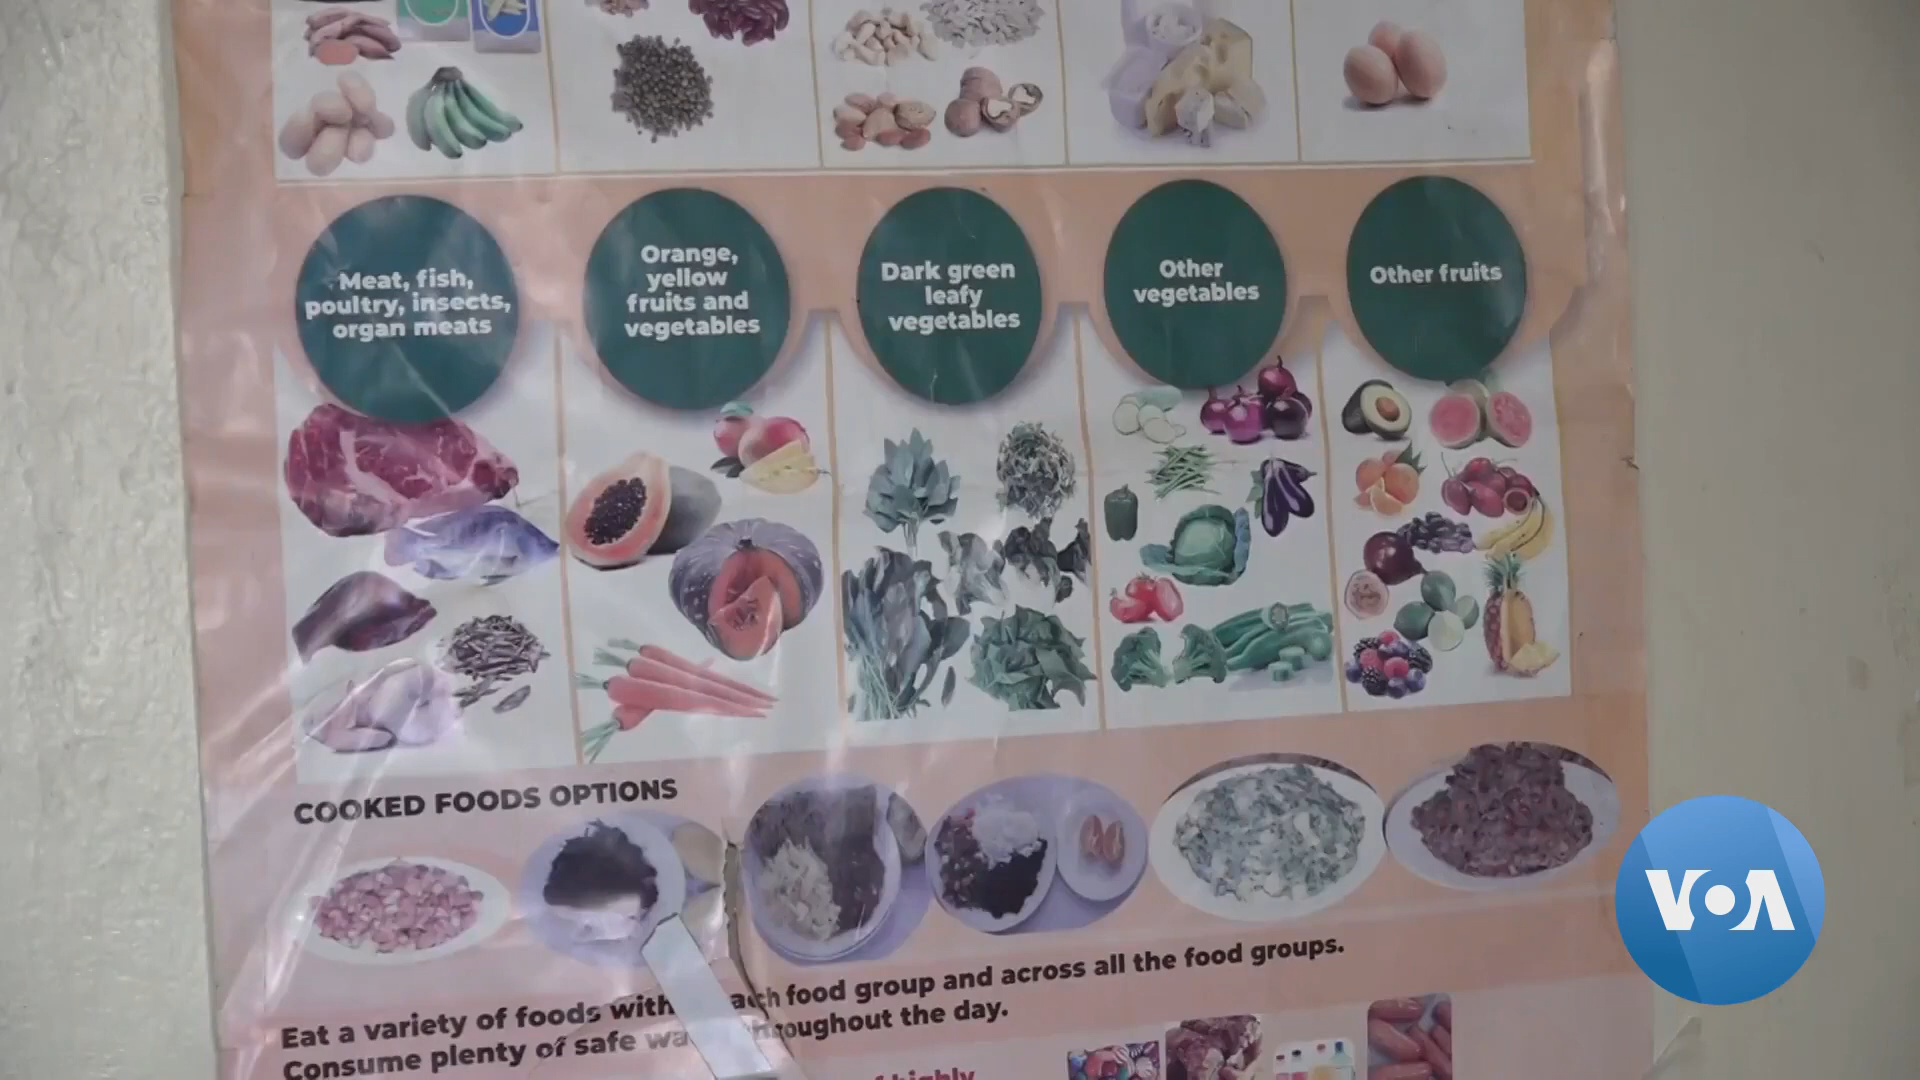 Meat, fish,
poultry, insects,
organ meats
Orange,
yellow
fruits and
vegetables
Dark green
leafy
vegetables
Other
vegetables
Other fruits
COOKED FOODS OPTIONS
Eat a variety of foods with ach food group and across all the food groups.
Consume plenty of safe wa throughout the day.
of highly
VOA